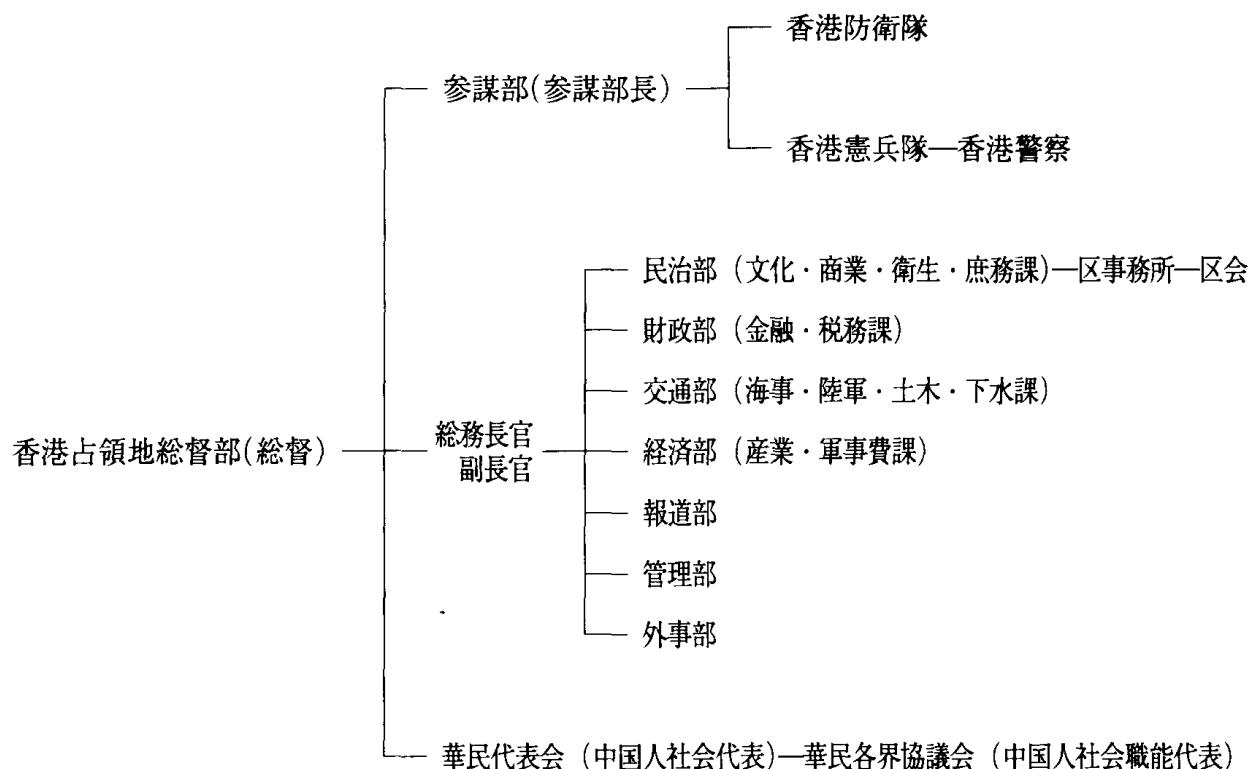 香港防衛隊
参謀部(参謀部長)
香港憲兵隊—香港警察
民治部(文化・商業・衛生・庶務課)—区事務所—区会
財政部(金融・税務課)
交通部(海事・陸軍・土木・下水課)
香港占領地総督部(総督)
総務長官
副長官
経済部(産業・軍事費課)
報道部
管理部
外事部
華民代表会(中国人社会代表)—華民各界協議会(中国人社会職能代表)